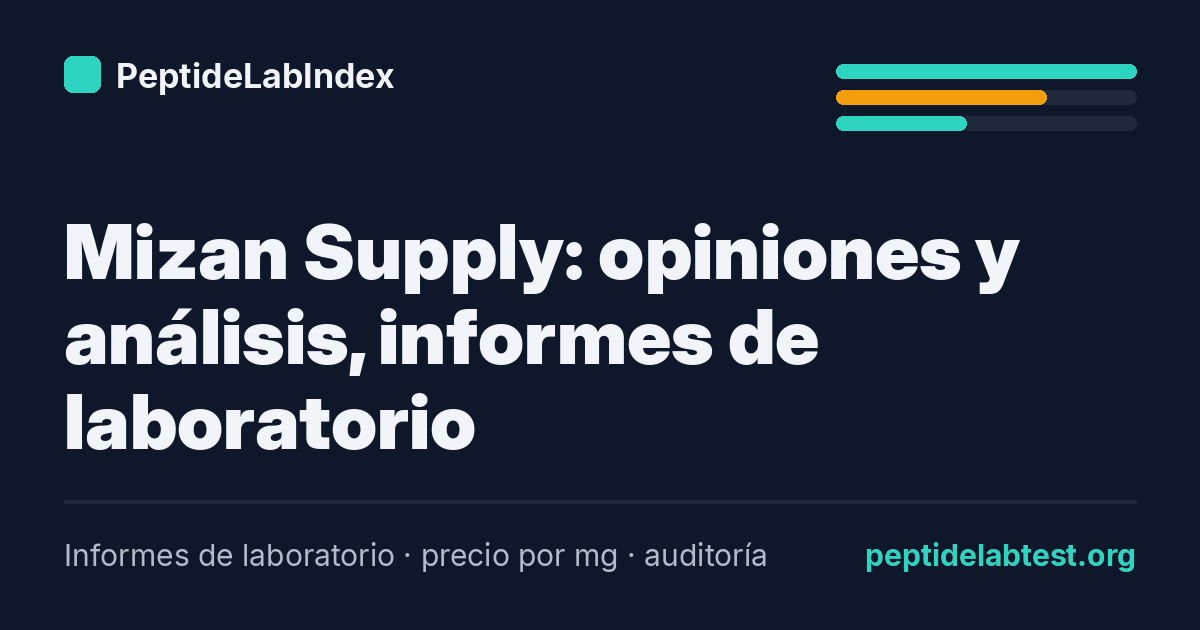 PeptideLabIndex
Mizan Supply: opiniones y
análisis, informes de
laboratorio
Informes de laboratorio · precio por mg · auditoría
peptidelabtest.org